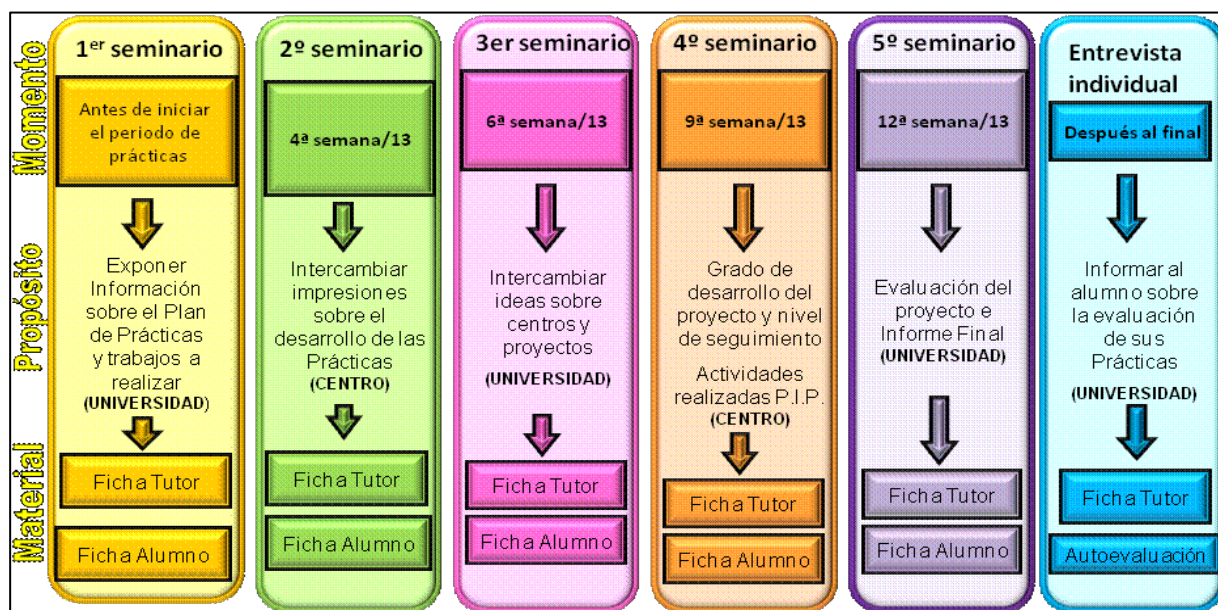 Momento
Propósito
Material
1er seminario
Antes de iniciar
el periodo de
prácticas
Exponer
Información
sobre el Plan
de Prácticas
y trabajos a
realizar
(UNIVERSIDAD)
Ficha Tutor
Ficha Alumno
2º seminario
4ª semana/13
Intercambiar
impresiones
sobre el
desarrollo de las
Prácticas
(CENTRO)
Ficha Tutor
Ficha Alumno
3er seminario
6ª semana/13
Intercambiar
ideas sobre
centros y
proyectos
(UNIVERSIDAD)
Ficha Tutor
Ficha Alumno
4º seminario
9ª semana/13
Grado de
desarrollo del
proyecto y nivel
de seguimiento
Actividades
realizadas P.I.P.
(CENTRO)
Ficha Tutor
Ficha Alumno
5º seminario
12ª semana/13
Evaluación del
proyecto e
Informe Final
(UNIVERSIDAD)
Ficha Tutor
Ficha Alumno
Entrevista
individual
Después al final
Informar al
alumno sobre
la evaluación
de sus
Prácticas
(UNIVERSIDAD)
Ficha Tutor
Autoevaluación